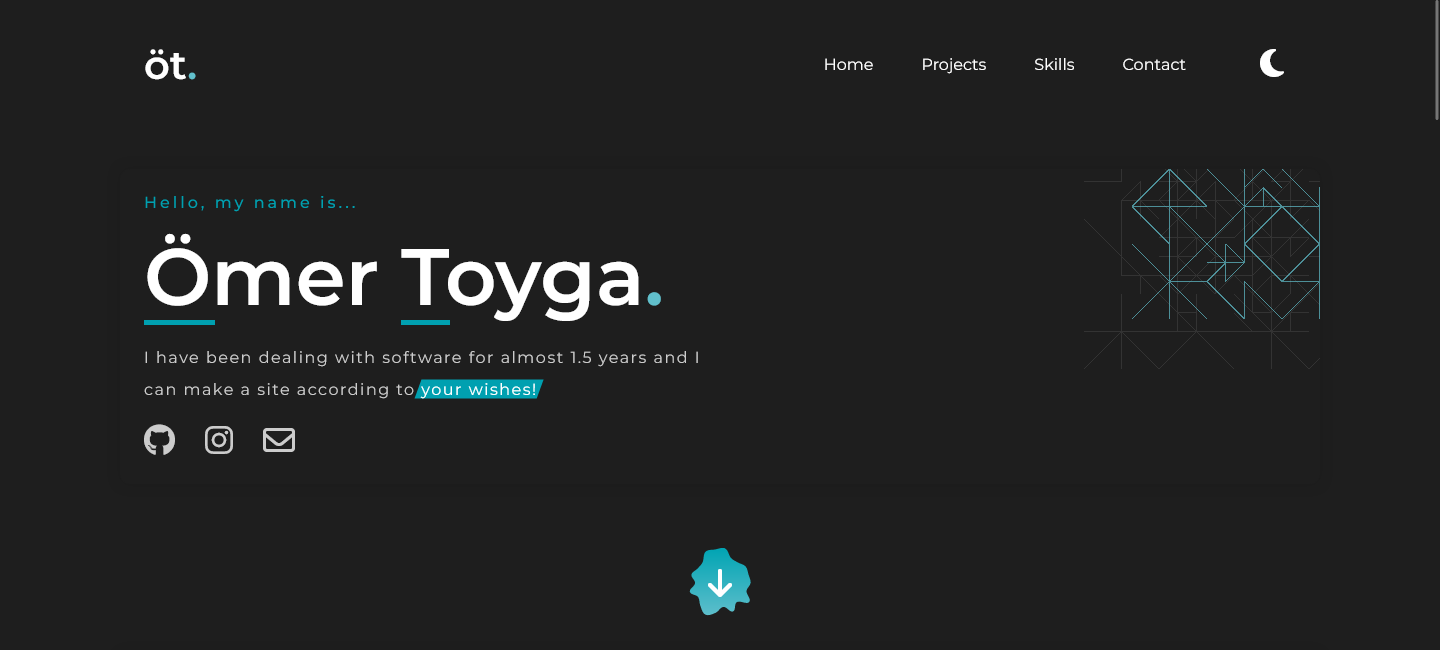 öt.
Home Projects Skills Contact
Hello, my name is...
Ömer Toyga.
I have been dealing with software for almost 1.5 years and I
can make a site according to your wishes!